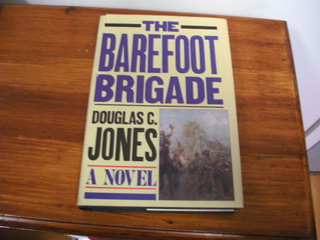 THE
BAREFOOT
BRIGADE
DOUGLAS C.
JONES
A NOVEL